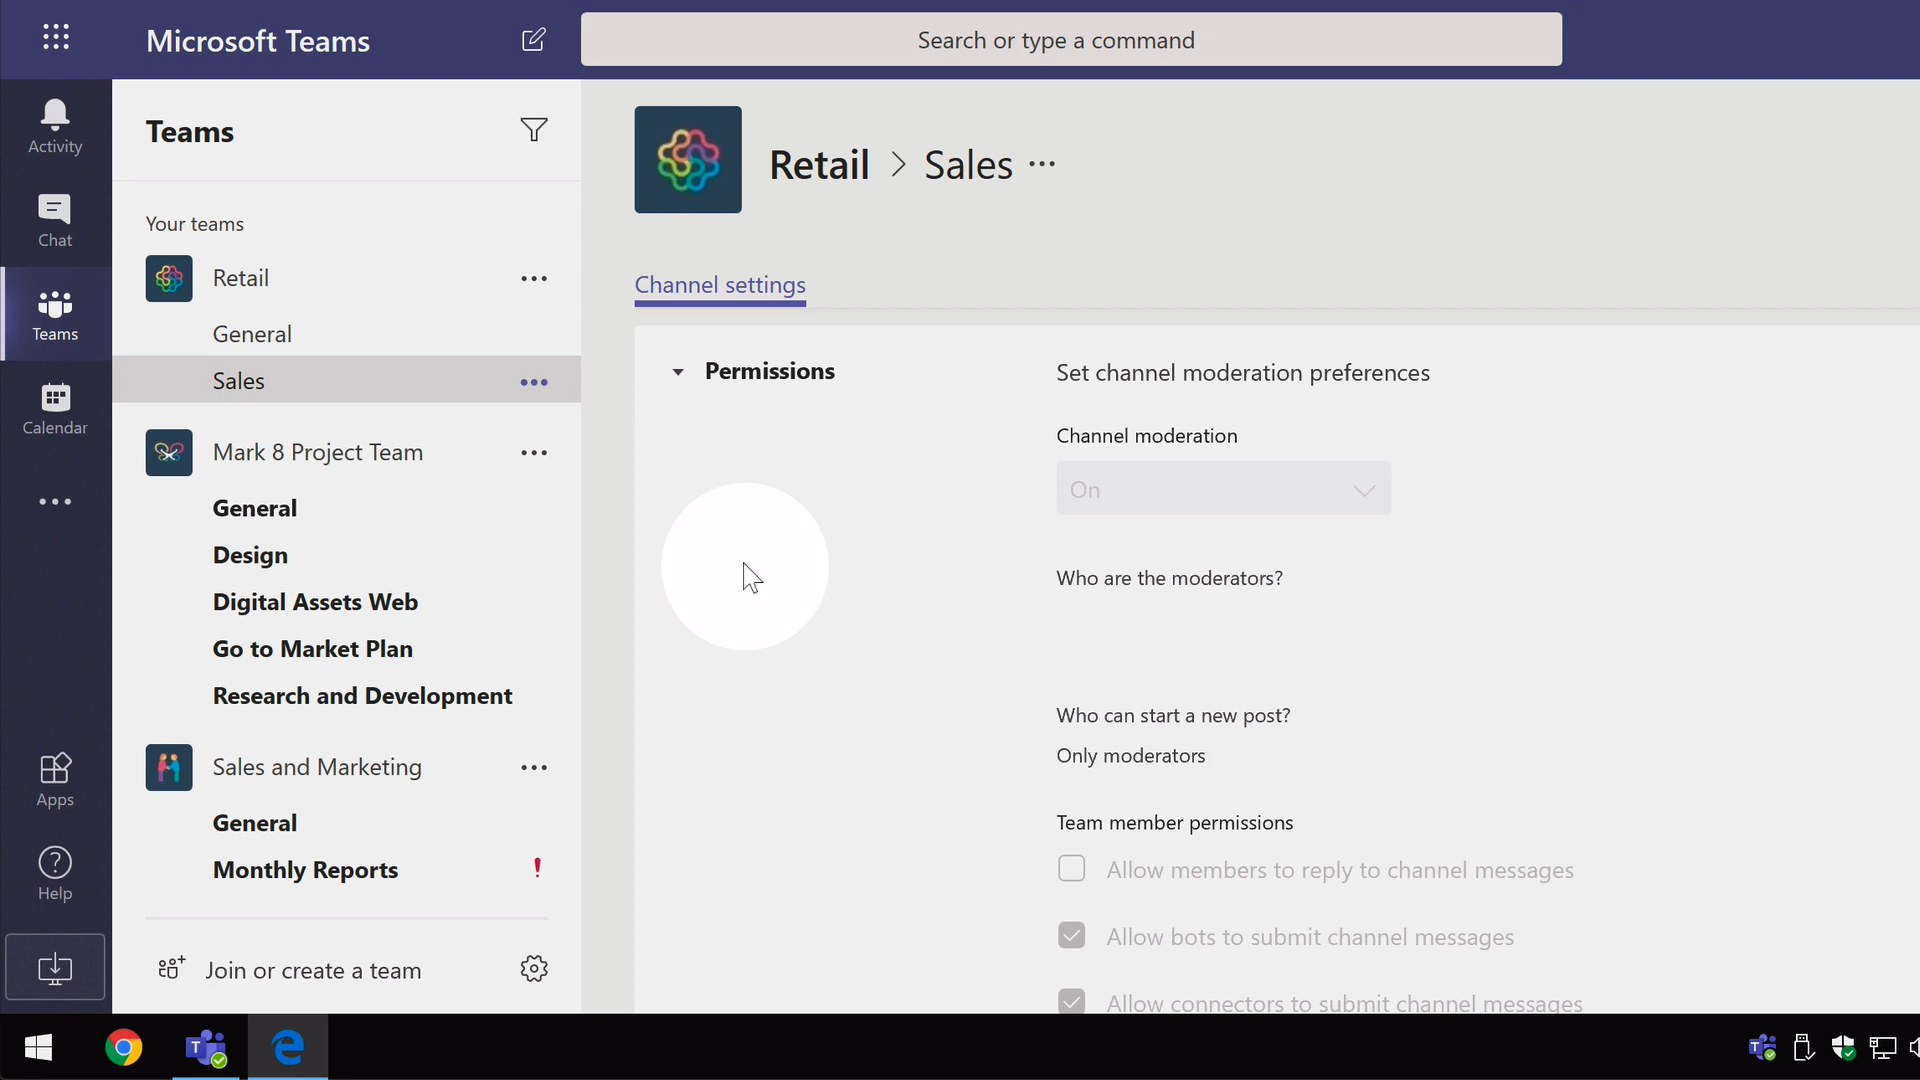 Microsoft Teams
Search or type a command
Activity
Chat
Teams
Calendar
Apps
Help
Teams
Your teams
Retail
General
Sales
Mark 8 Project Team
General
Design
Digital Assets Web
Go to Market Plan
Research and Development
Sales and Marketing
General
Monthly Reports
Join or create a team
Retail > Sales
Channel settings
Permissions
Set channel moderation preferences
Channel moderation
On
Who are the moderators?
Who can start a new post?
Only moderators
Team member permissions
Allow members to reply to channel messages
Allow bots to submit channel messages
Allow connectors to submit channel messages